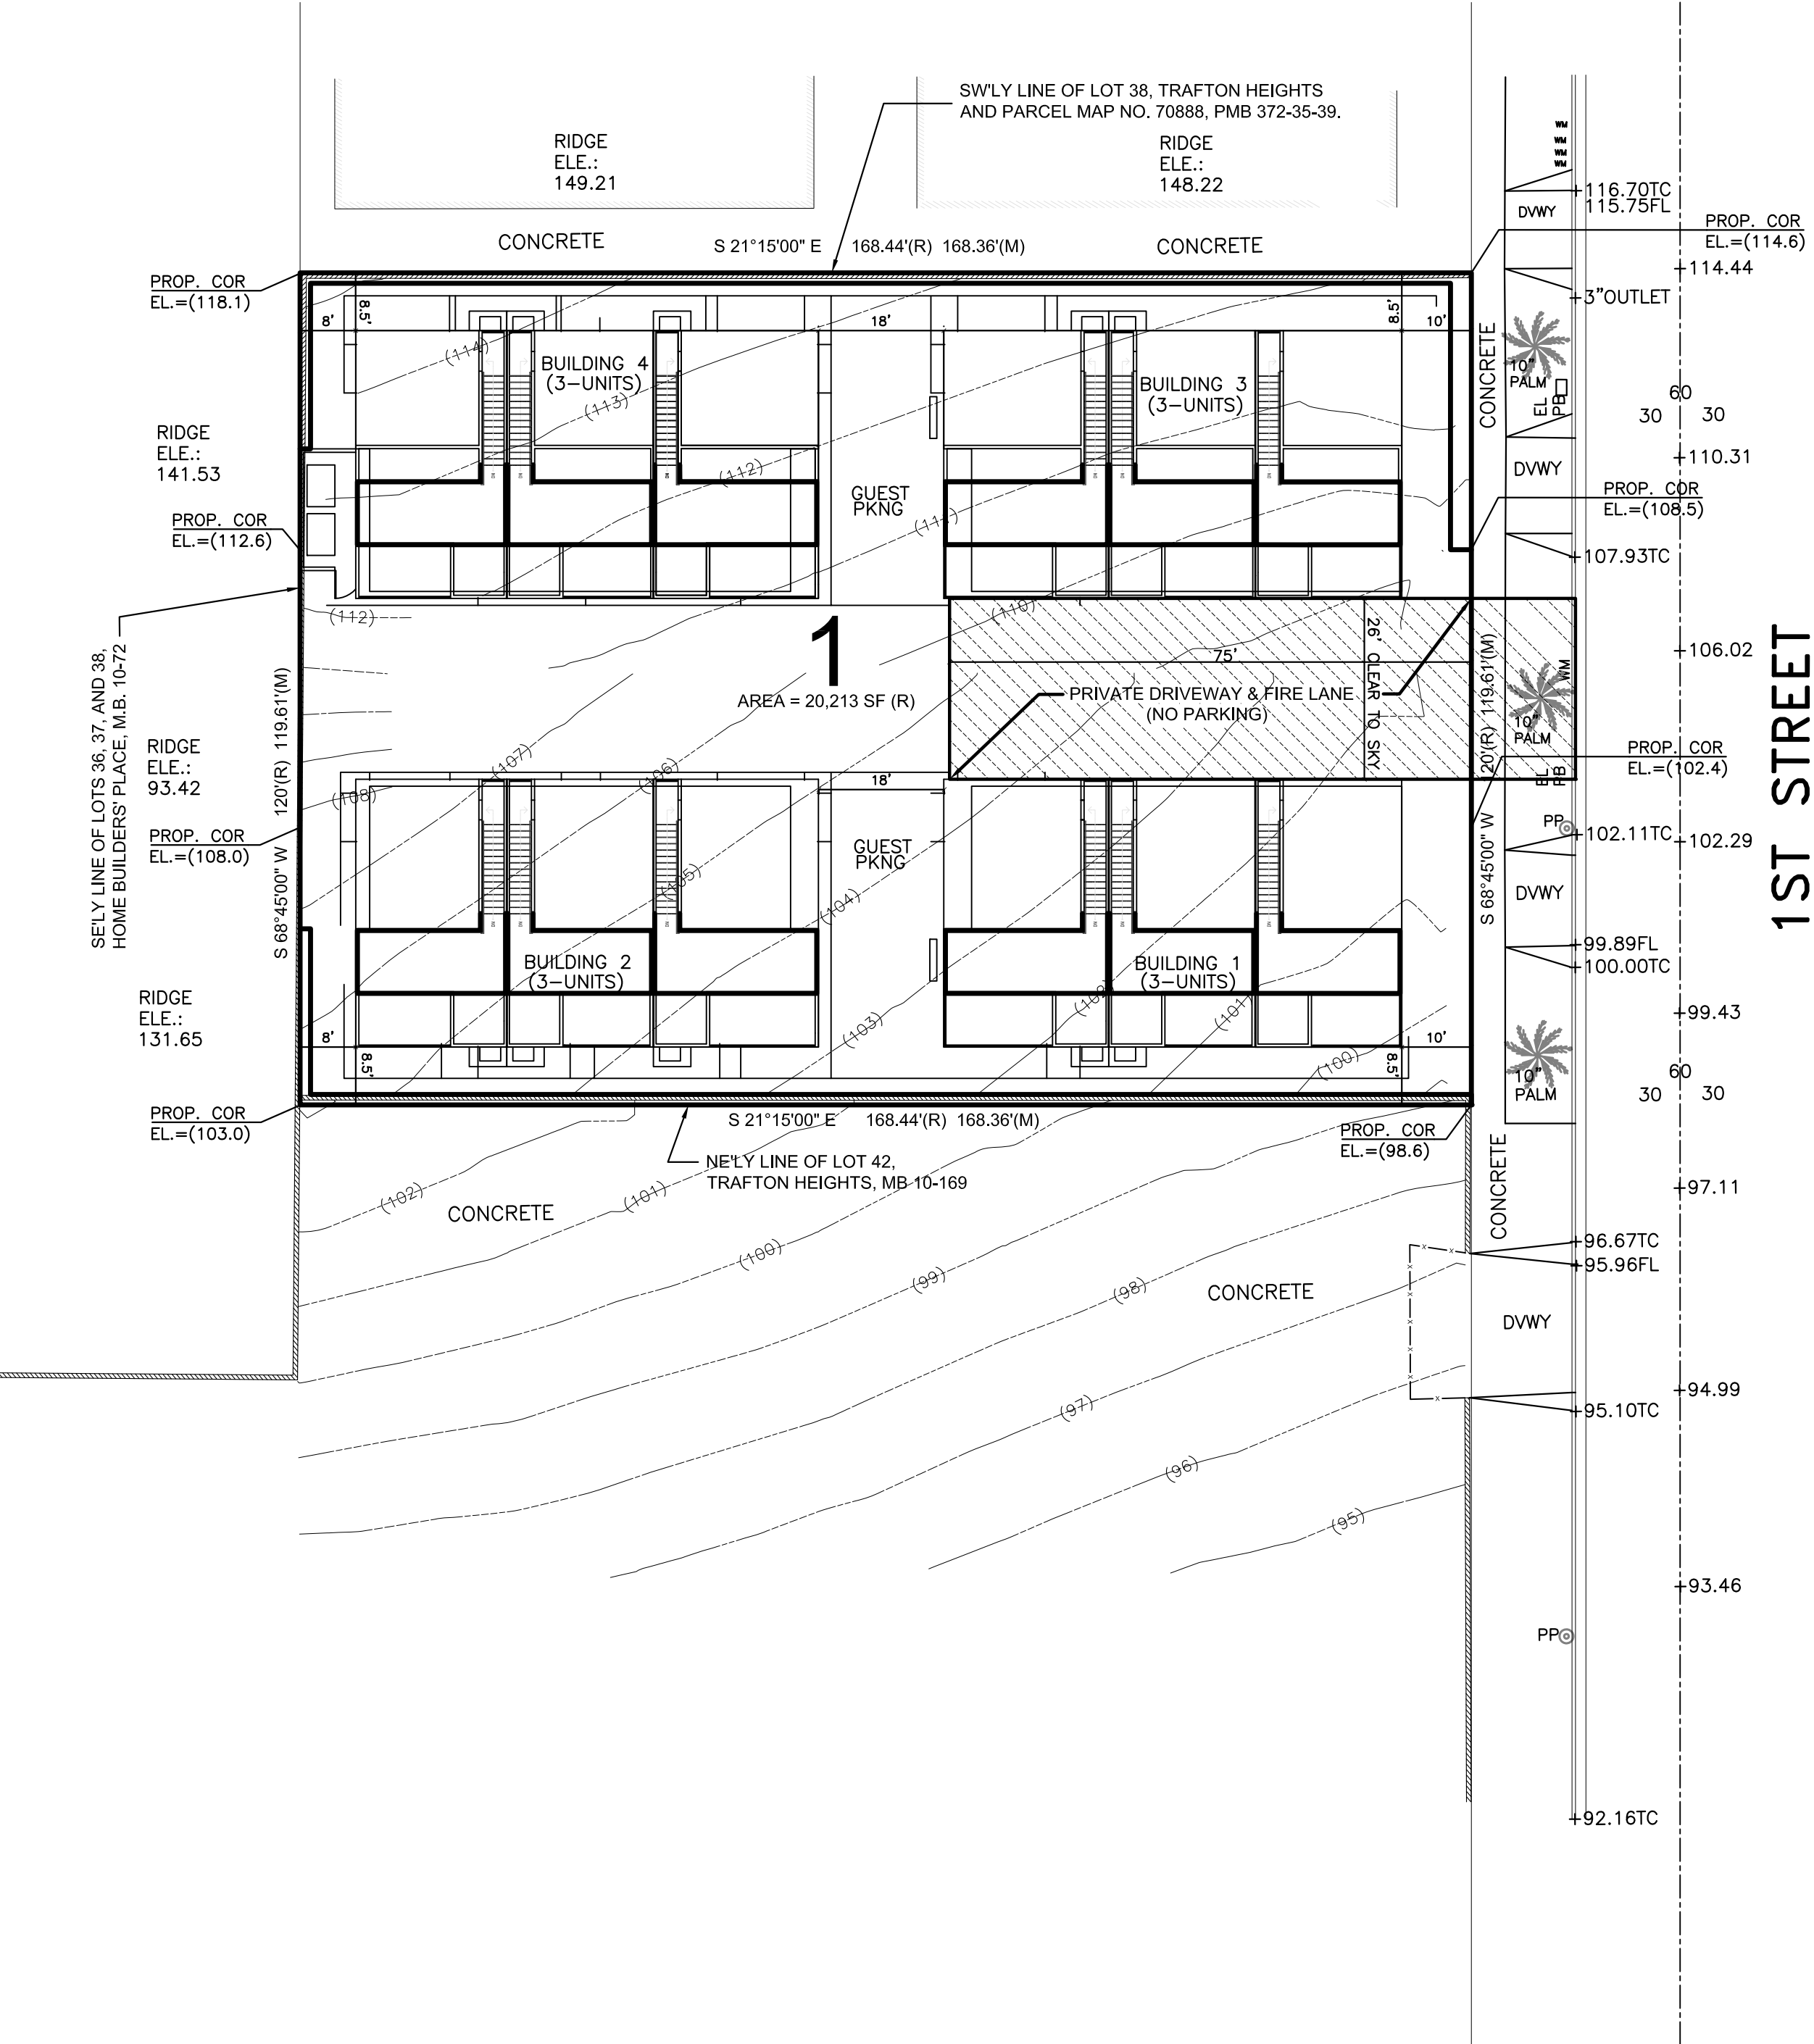 SW'LY LINE OF LOT 38, TRAFTON HEIGHTS
AND PARCEL MAP NO. 70888, PMB 372-35-39.
RIDGE
ELE.:
149.21
RIDGE
ELE.:
148.22
WM
WM
WM
WM
116.70TC
115.75FL
DVWY
PROP. COR
EL.=(114.6)
CONCRETE
S 21°15'00" E 168.44'(R) 168.36'(M)
CONCRETE
114.44
3"OUTLET
PROP. COR
EL.=(118.1)
8'
8.5'
18'
8.5'
10'
CONCRETE
10"
PALM
EL
PB
60
30 30
(114)
BUILDING 4
(3-UNITS)
(113)
BUILDING 3
(3-UNITS)
RIDGE
ELE.:
141.53
(112)
GUEST
PKNG
(111)
110.31
DVWY
PROP. COR
EL.=(108.5)
PROP. COR
EL.=(112.6)
107.93TC
(112)
(110)
1
AREA = 20,213 SF (R)
75'
26' CLEAR TO SKY
PRIVATE DRIVEWAY & FIRE LANE
(NO PARKING)
106.02
WM
10"
PALM
1ST STREET
SE'LY LINE OF LOTS 36, 37, AND 38,
HOME BUILDERS' PLACE, M.B. 10-72
S 68°45'00" W 120'(R) 119.61'(M)
S 68°45'00" W 120'(R) 119.61'(M)
RIDGE
ELE.:
93.42
(107)
(106)
(108)
18'
PROP. COR
EL.=(102.4)
EL
PB
PROP. COR
EL.=(108.0)
GUEST
PKNG
PP
102.11TC
102.29
(105)
(104)
DVWY
BUILDING 2
(3-UNITS)
BUILDING 1
(3-UNITS)
99.89FL
100.00TC
RIDGE
ELE.:
131.65
(103)
(102)
(101)
(100)
99.43
8'
8.5'
10'
8.5'
10"
PALM
60
30 30
PROP. COR
EL.=(103.0)
S 21°15'00" E 168.44'(R) 168.36'(M)
PROP. COR
EL.=(98.6)
NE'LY LINE OF LOT 42,
TRAFTON HEIGHTS, MB 10-169
CONCRETE
(102)
(101)
CONCRETE
97.11
(100)
(99)
(98)
CONCRETE
96.67TC
95.96FL
DVWY
94.99
95.10TC
(97)
(96)
(95)
93.46
PP
92.16TC